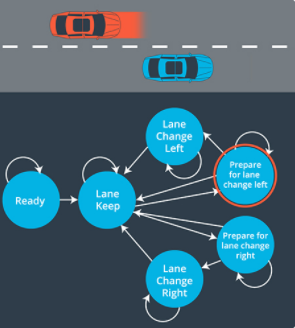 Lane
Change
Left
Prepare
for lane
change left
Ready
Lane
Keep
Prepare for
lane change
right
Lane
Change
Right